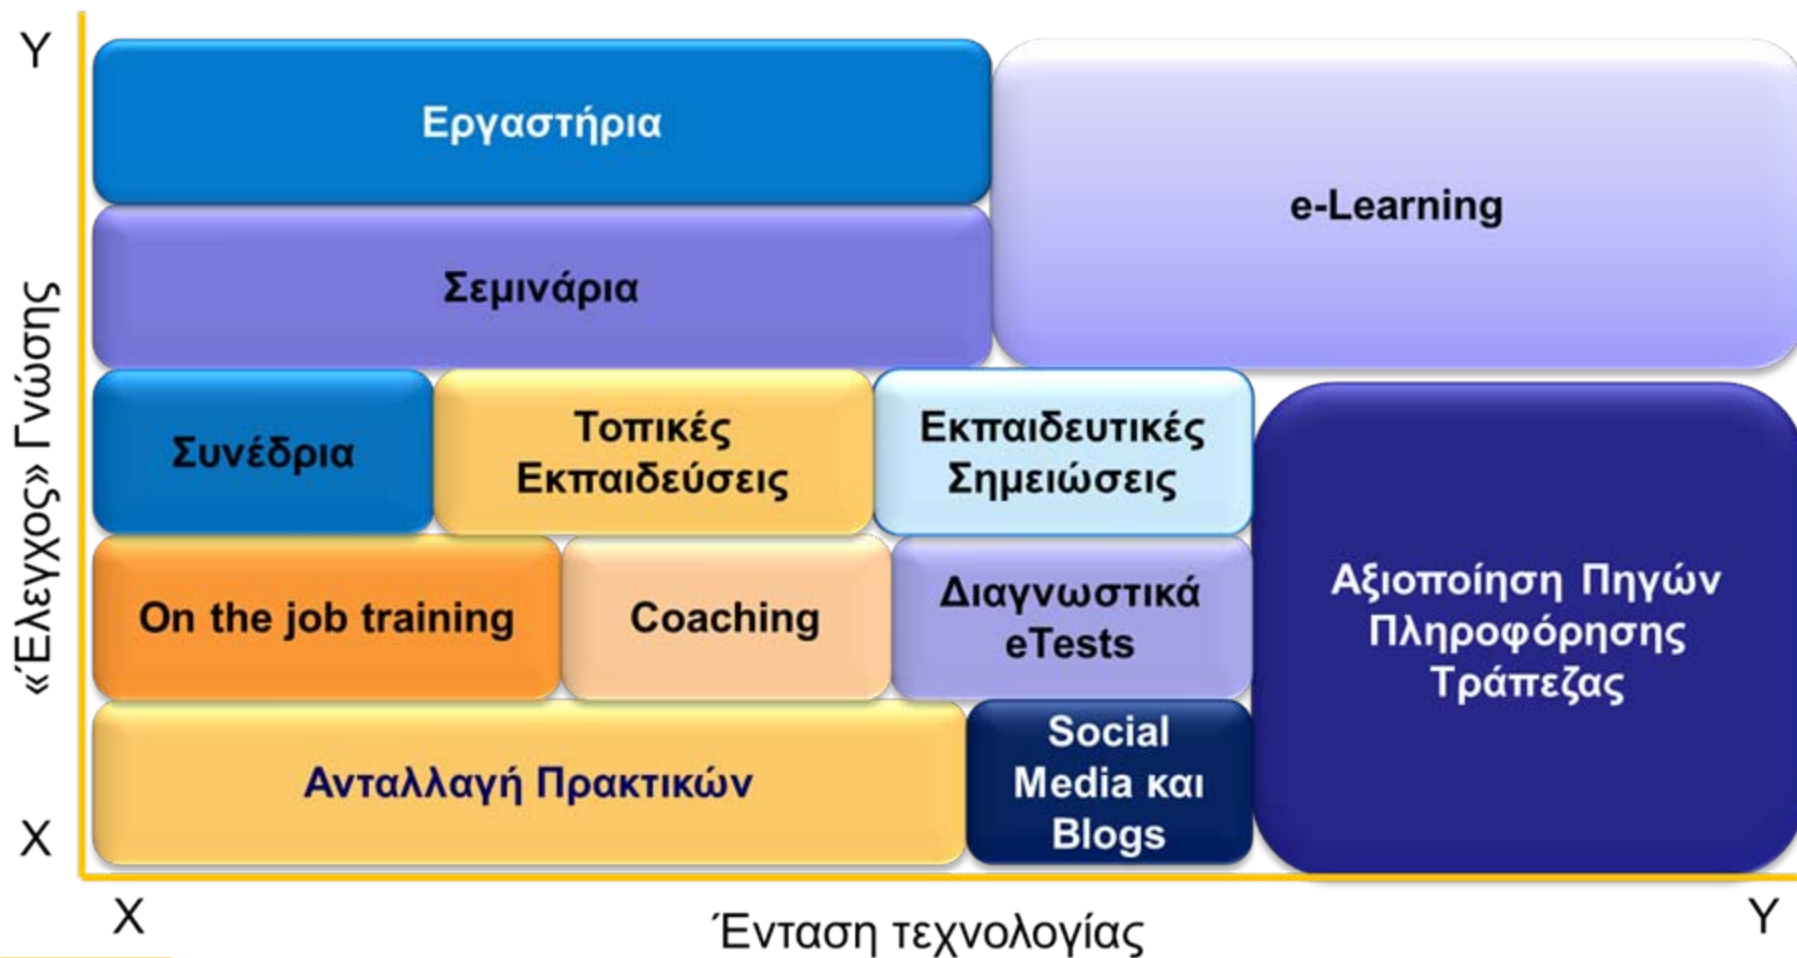 Υ
Εργαστήρια
e-Learning
Σεμινάρια
Συνέδρια
Τοπικές
Εκπαιδεύσεις
Εκπαιδευτικές
Σημειώσεις
On the job training
Coaching
Διαγνωστικά
eTests
Αξιοποίηση Πηγών
Πληροφόρησης
Τράπεζας
Ανταλλαγή Πρακτικών
Social
Media και
Blogs
«Έλεγχος» Γνώσης
Χ
Χ
Ένταση τεχνολογίας
Υ